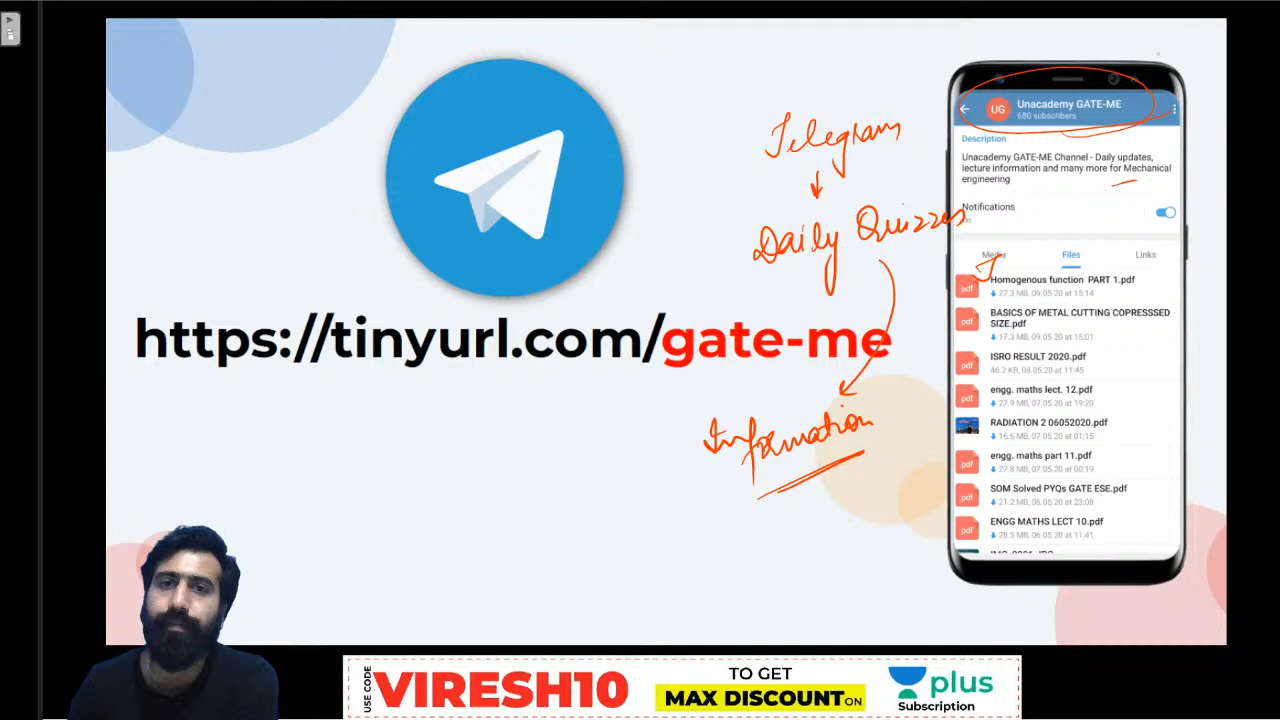 Telegram
Daily Quizzes
Information
https://tinyurl.com/gate-me
UG
Unacademy GATE-ME
680 subscribers
Description
Unacademy GATE-ME Channel - Daily updates,
lecture information and many more for Mechanical
engineering
Notifications
Media
Files
Links
pdf
Homogenous function PART 1.pdf
27.3 MB, 09.05.20 at 15:14
pdf
BASICS OF METAL CUTTING COPRESSSED
SIZE.pdf
17.3 MB, 09.05.20 at 15:01
pdf
ISRO RESULT 2020.pdf
46.2 KB, 08.05.20 at 11:45
pdf
engg. maths lect. 12.pdf
27.9 MB, 07.05.20 at 19:20
RADIATION 2 06052020.pdf
16.6 MB, 07.05.20 at 01:15
pdf
engg. maths part 11.pdf
27.8 MB, 07.05.20 at 00:19
pdf
SOM Solved PYQs GATE ESE.pdf
21.2 MB, 06.05.20 at 23:08
pdf
ENGG MATHS LECT 10.pdf
28.5 MB, 06.05.20 at 11:41
USE CODE
VIRESH10
TO GET
MAX DISCOUNT ON
plus
Subscription